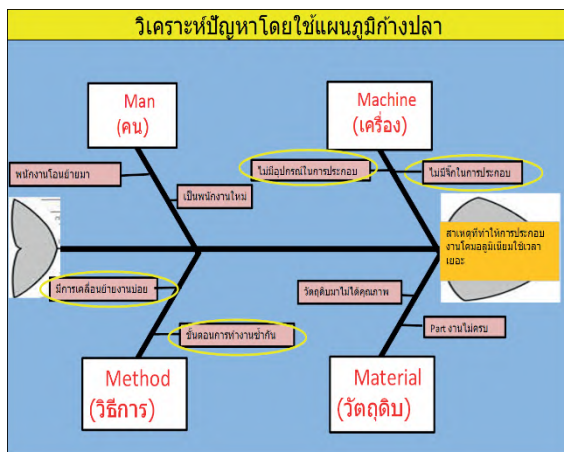 วิเคราะห์ปัญหาโดยใช้แผนภูมิก้างปลา
Man
(คน)
Machine
(เครื่อง)
พนักงานโอนย้ายมา
เป็นพนักงานใหม่
ไม่มีอุปกรณ์ในการประกอบ
ไม่มีจิ๊กในการประกอบ
สาเหตุที่ทำให้การประกอบ
งานโคมอลูมิเนียมใช้เวลา
เยอะ
มีการเคลื่อนย้ายงานบ่อย
ขั้นตอนการทำงานซ้ำกัน
วัตถุดิบมาไม่ได้คุณภาพ
Part งานไม่ครบ
Method
(วิธีการ)
Material
(วัตถุดิบ)